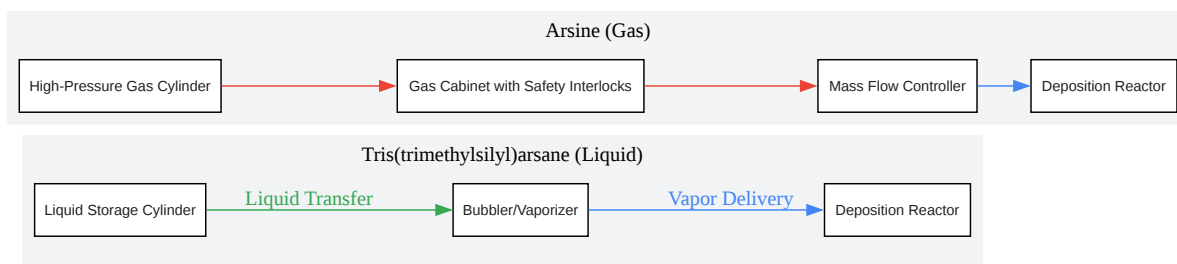 Arsine (Gas)
High-Pressure Gas Cylinder
Gas Cabinet with Safety Interlocks
Mass Flow Controller
Deposition Reactor
Tris(trimethylsilyl)arsane (Liquid)
Liquid Storage Cylinder
Liquid Transfer
Bubbler/Vaporizer
Vapor Delivery
Deposition Reactor